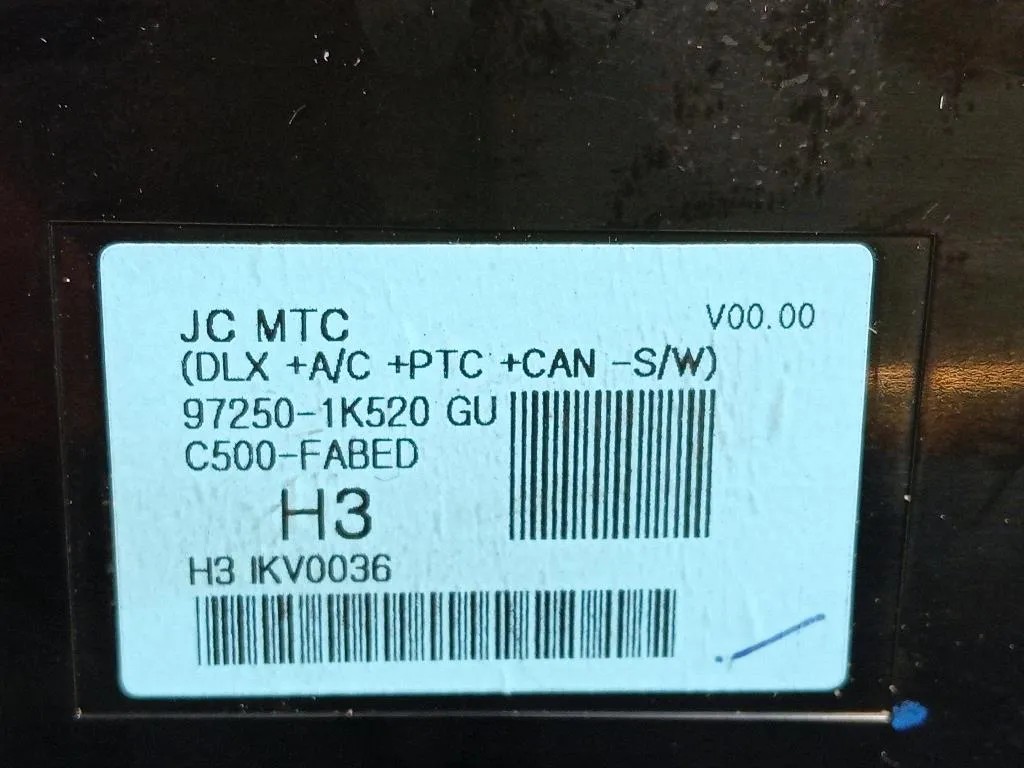 JC MTC V00.00
(DLX +A/C +PTC +CAN -S/W)
97250-1K520 GU
C500-FABED
H3
H3 IKV0036